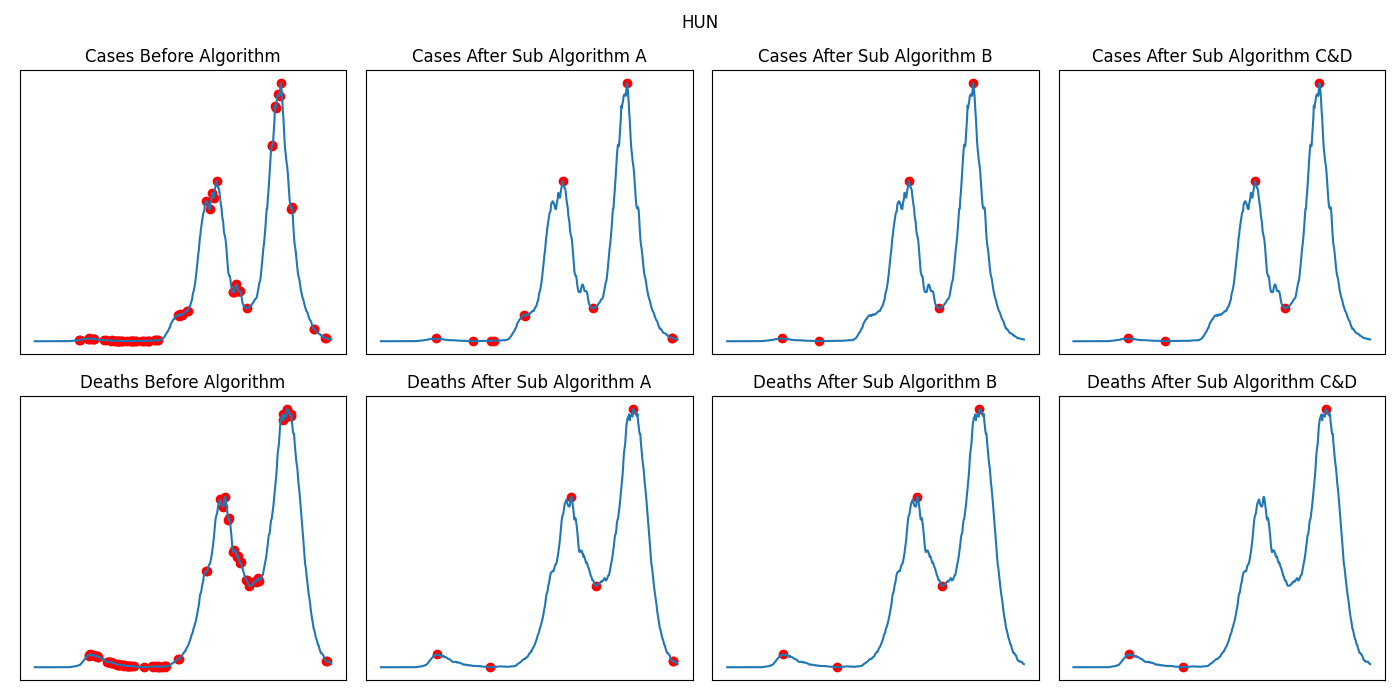 HUN
Cases Before Algorithm
Cases After Sub Algorithm A
Cases After Sub Algorithm B
Cases After Sub Algorithm C&D
Deaths Before Algorithm
Deaths After Sub Algorithm A
Deaths After Sub Algorithm B
Deaths After Sub Algorithm C&D